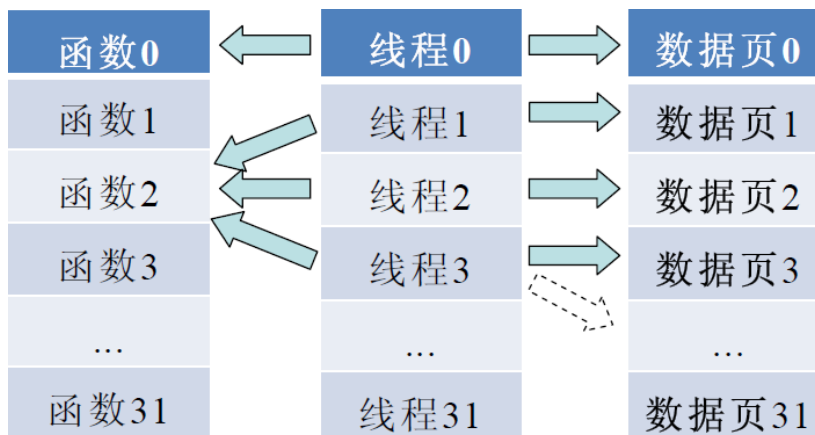 函数0 线程0 数据页0
函数1 线程1 数据页1
函数2 线程2 数据页2
函数3 线程3 数据页3
... ... ...
函数31 线程31 数据页31